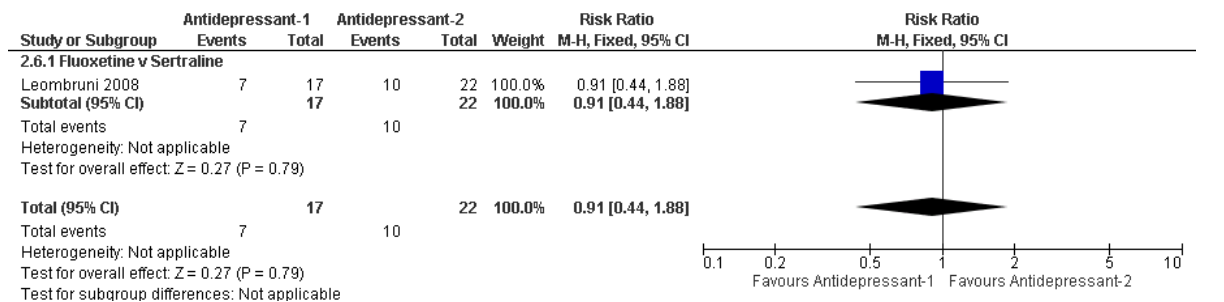 Antidepressant-1 Antidepressant-2 Risk Ratio Risk Ratio
Study or Subgroup Events Total Events Total Weight M-H, Fixed, 95% CI M-H, Fixed, 95% CI
2.6.1 Fluoxetine v Sertraline
Leombruni 2008 7 17 10 22 100.0% 0.91 [0.44, 1.88]
Subtotal (95% CI) 17 22 100.0% 0.91 [0.44, 1.88]
Total events 7 10
Heterogeneity: Not applicable
Test for overall effect: Z = 0.27 (P = 0.79)
Total (95% CI) 17 22 100.0% 0.91 [0.44, 1.88]
Total events 7 10
Heterogeneity: Not applicable
Test for overall effect: Z = 0.27 (P = 0.79)
Test for subgroup differences: Not applicable
0.1 0.2 0.5 1 2 5 10
Favours Antidepressant-1 Favours Antidepressant-2